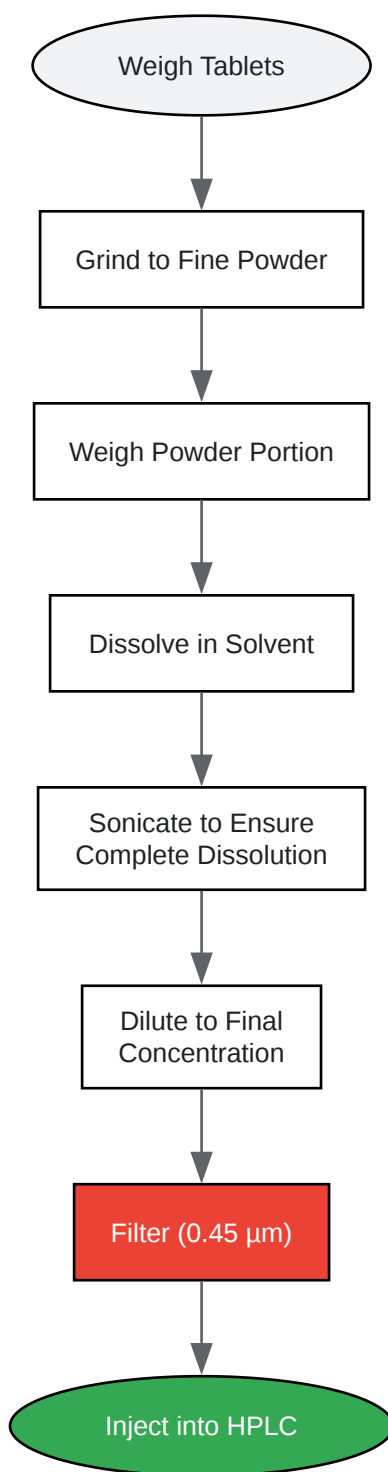 Weigh Tablets
Grind to Fine Powder
Weigh Powder Portion
Dissolve in Solvent
Sonicate to Ensure
Complete Dissolution
Dilute to Final
Concentration
Filter (0.45 µm)
Inject into HPLC